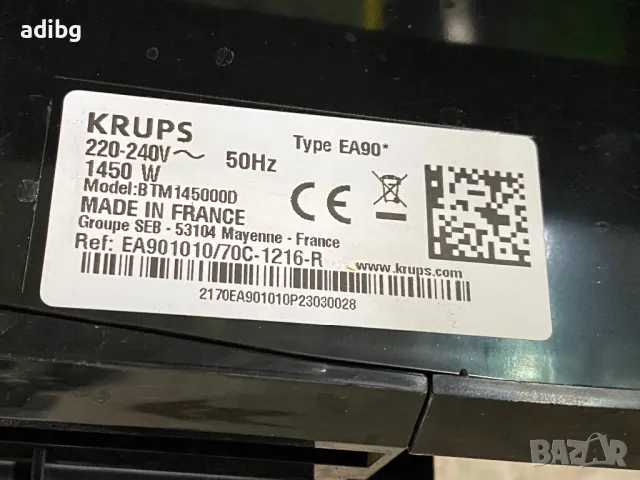 adibg
KRUPS
220-240V~ 50Hz
1450 W
Model:BTM145000D
MADE IN FRANCE
Groupe SEB - 53104 Mayenne - France
Ref: EA901010/70C-1216-R
Type EA90*
CE
www.krups.com
2170EA901010P23030028
BAZAR